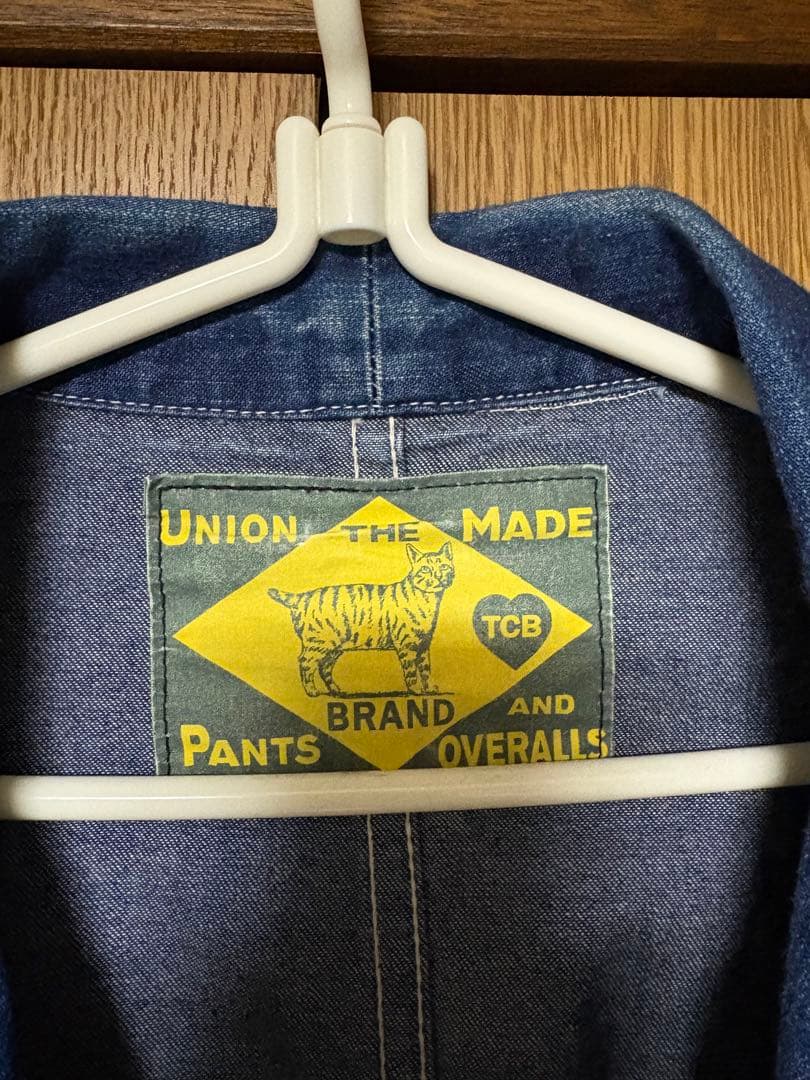 UNION THE MADE
TCB
BRAND AND
PANTS OVERALLS